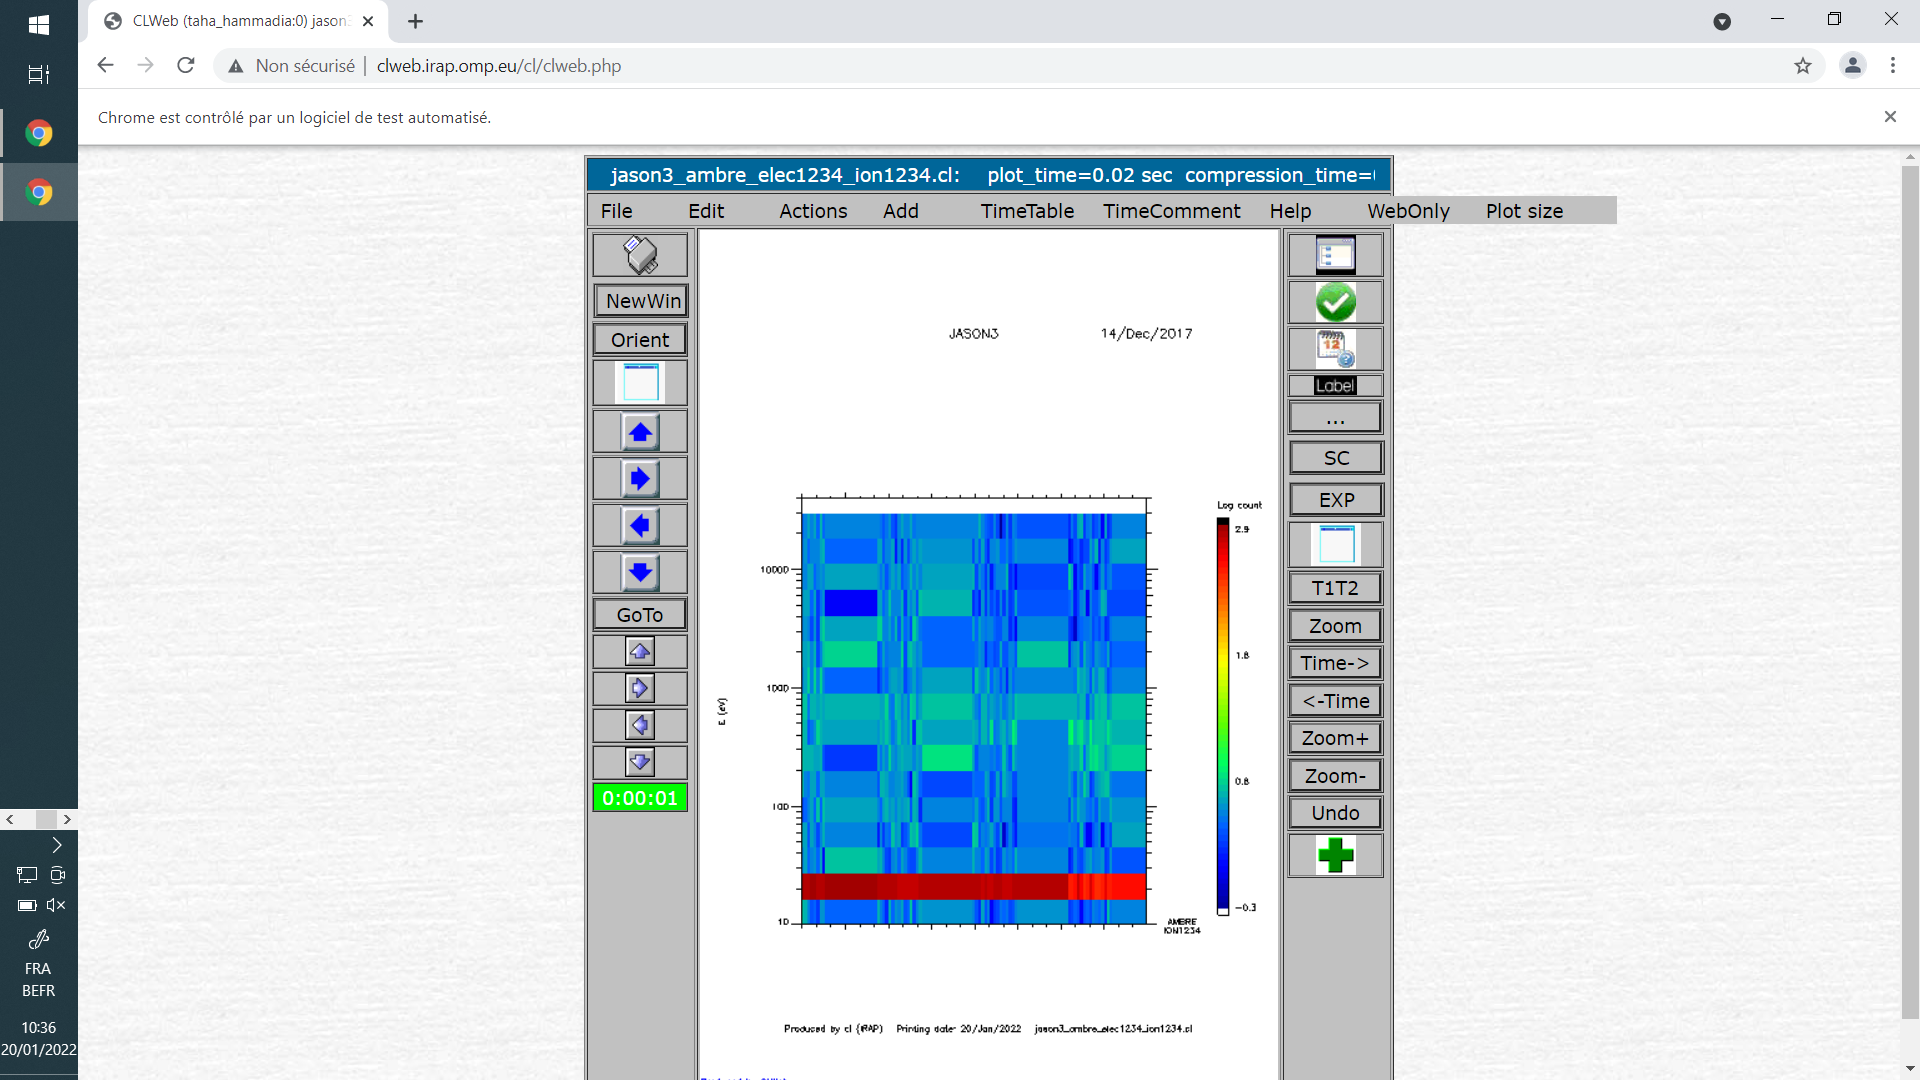 CLWeb (taha_hammadia:0) jason
Non sécurisé | clweb.irap.omp.eu/cl/clweb.php
Chrome est contrôlé par un logiciel de test automatisé.
jason3_ambre_elec1234_ion1234.cl: plot_time=0.02 sec compression_time=
File Edit Actions Add TimeTable TimeComment Help WebOnly Plot size
NewWin
Orient
GoTo
0:00:01
JASON3 14/Dec/2017
Log count
2.9
1.8
0.8
-0.3
E (eV)
10000
1000
100
10
AMBRE
ION1234
Produced by cl (IRAP) Printing date: 20/Jan/2022 jason3_ambre_elec1234_ion1234.cl
12
Label
...
SC
EXP
T1T2
Zoom
Time->
<-Time
Zoom+
Zoom-
Undo
FRA
BEFR
10:36
20/01/2022